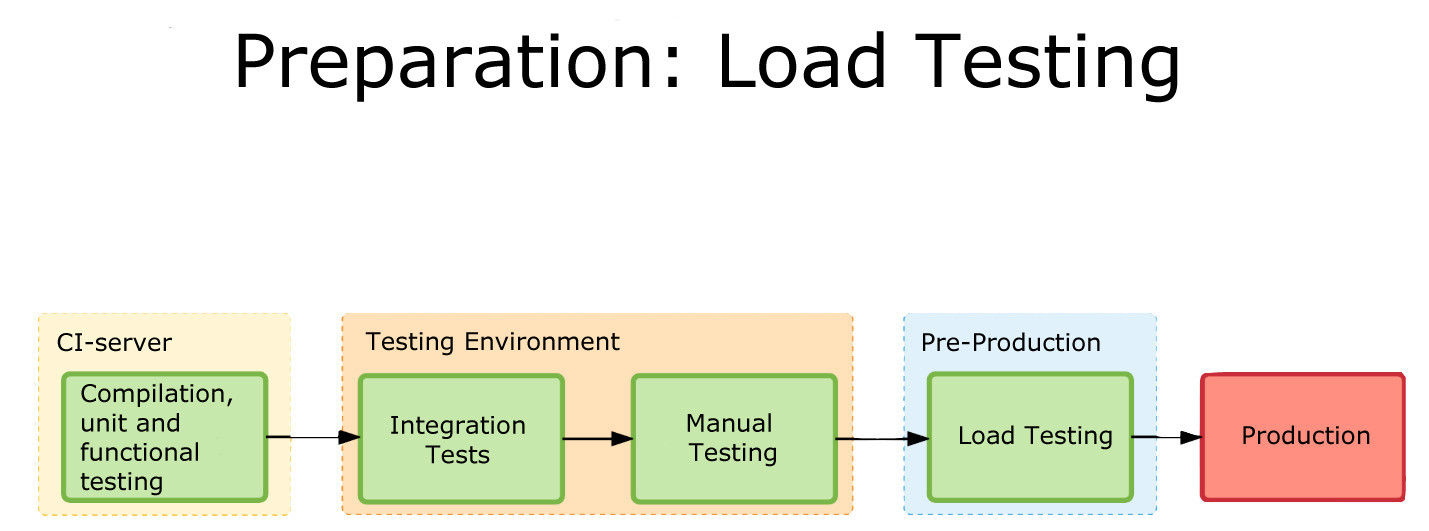 Preparation: Load Testing
CI-server
Compilation,
unit and
functional
testing
Testing Environment
Integration
Tests
Manual
Testing
Pre-Production
Load Testing
Production